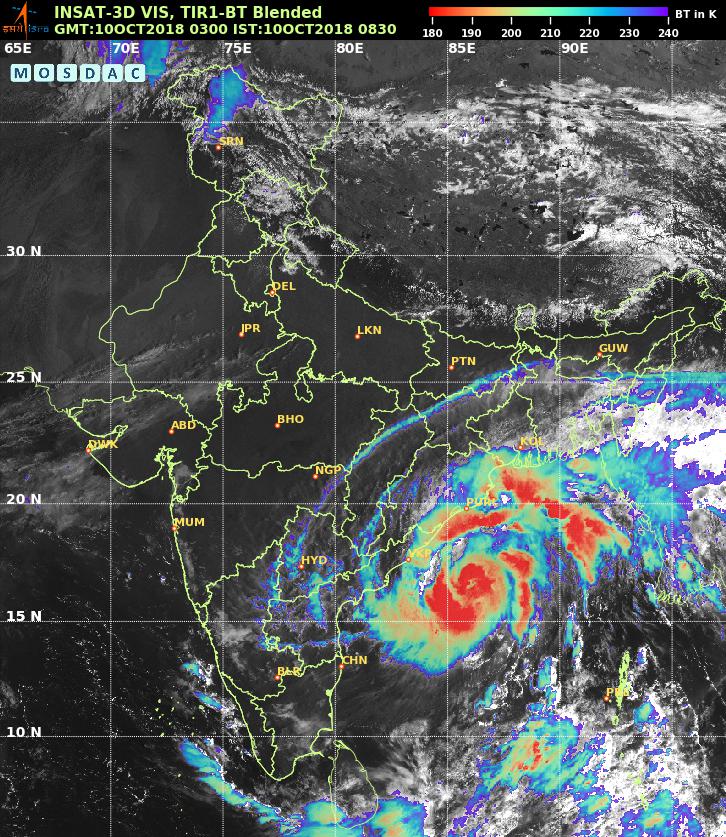 INSAT-3D VIS, TIR1-BT Blended
GMT:10OCT2018 0300 IST:10OCT2018 0830
BT in K
180 190 200 210 220 230 240
65E 70E 75E 80E 85E 90E
MOSDAC
SRN
30 N
DEL
JPR LKN GUW
PTN
25 N
ABD BHO
DWK KOL
NGP
20 N PUR
MUM
HYD VKP
15 N
BLR CHN
10 N